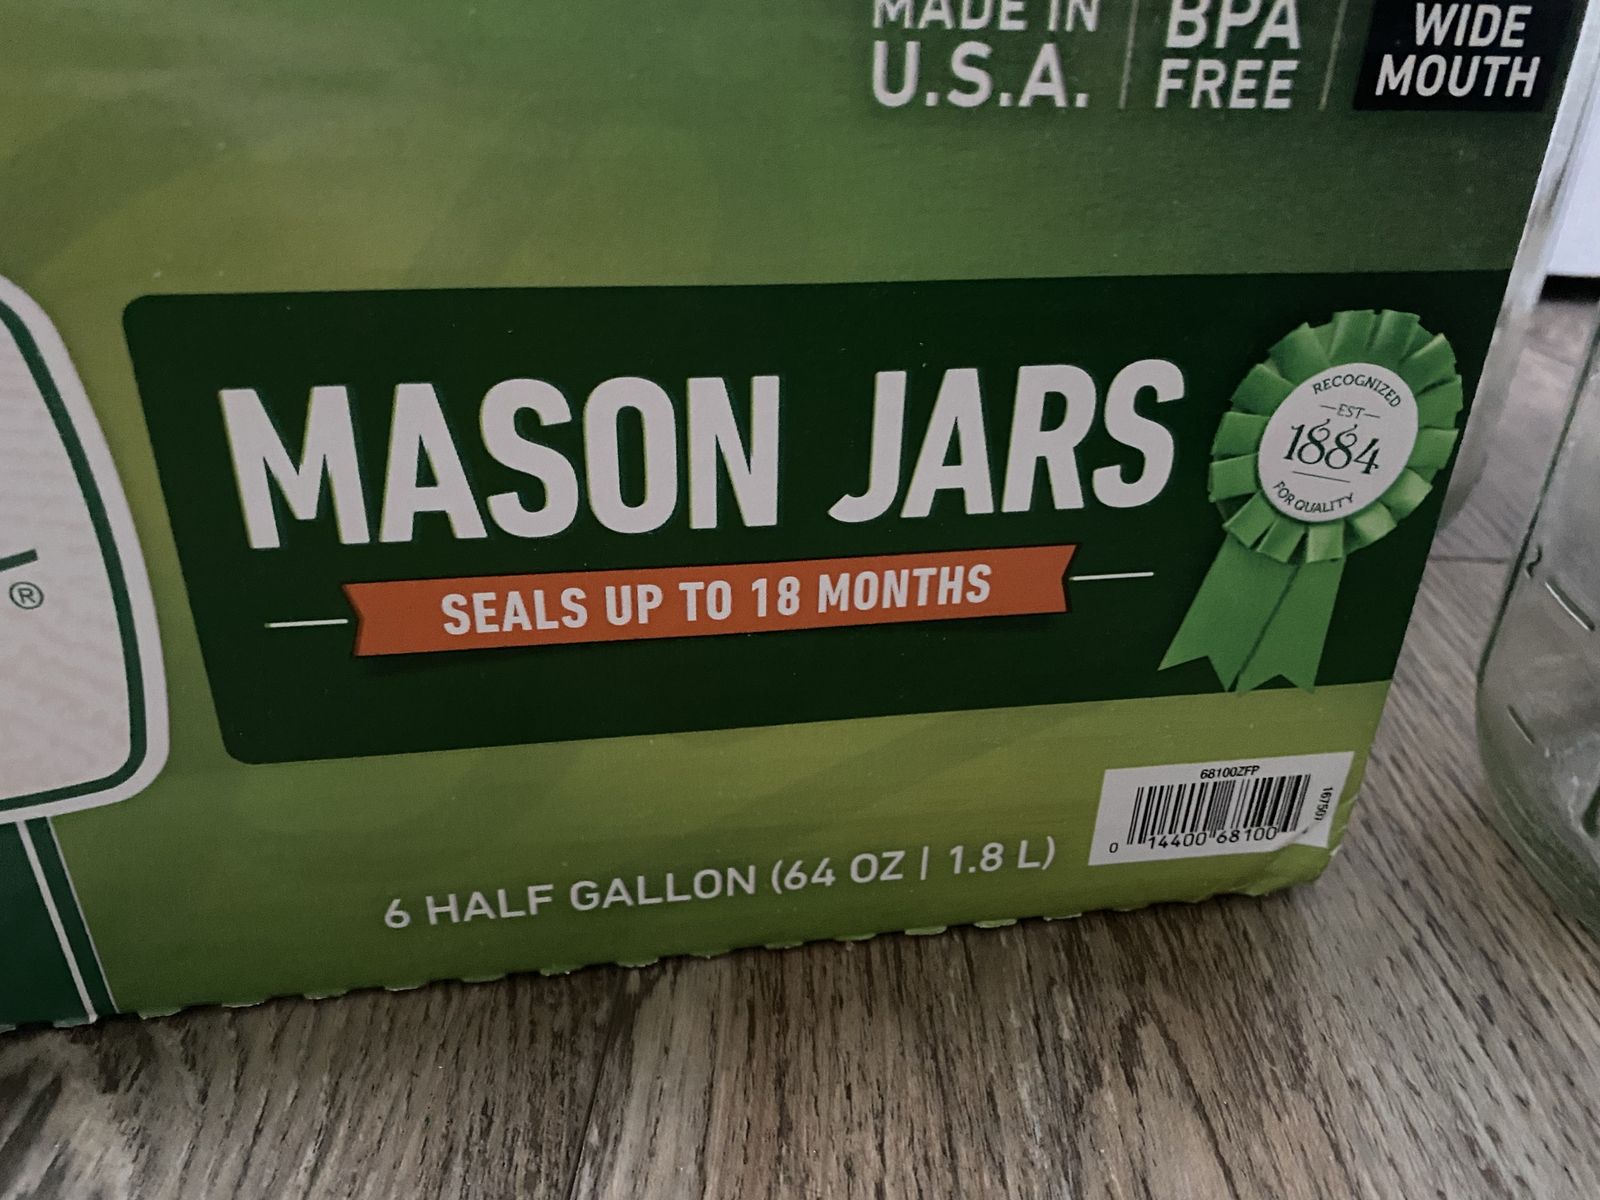 MADE IN
U.S.A.
BPA
FREE
WIDE
MOUTH
MASON JARS
RECOGNIZED
EST
1884
FOR QUALITY
SEALS UP TO 18 MONTHS
®
68100ZFP
167507
0 14400 68100
6 HALF GALLON (64 OZ | 1.8 L)